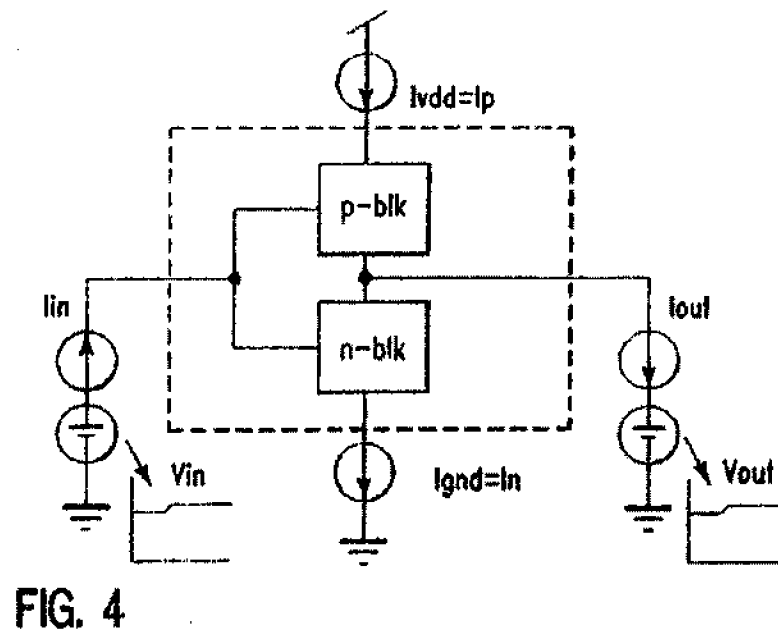 Ivdd=Ip
p-blk
Iin
Iout
n-blk
Vin
Ignd=In
Vout
FIG. 4